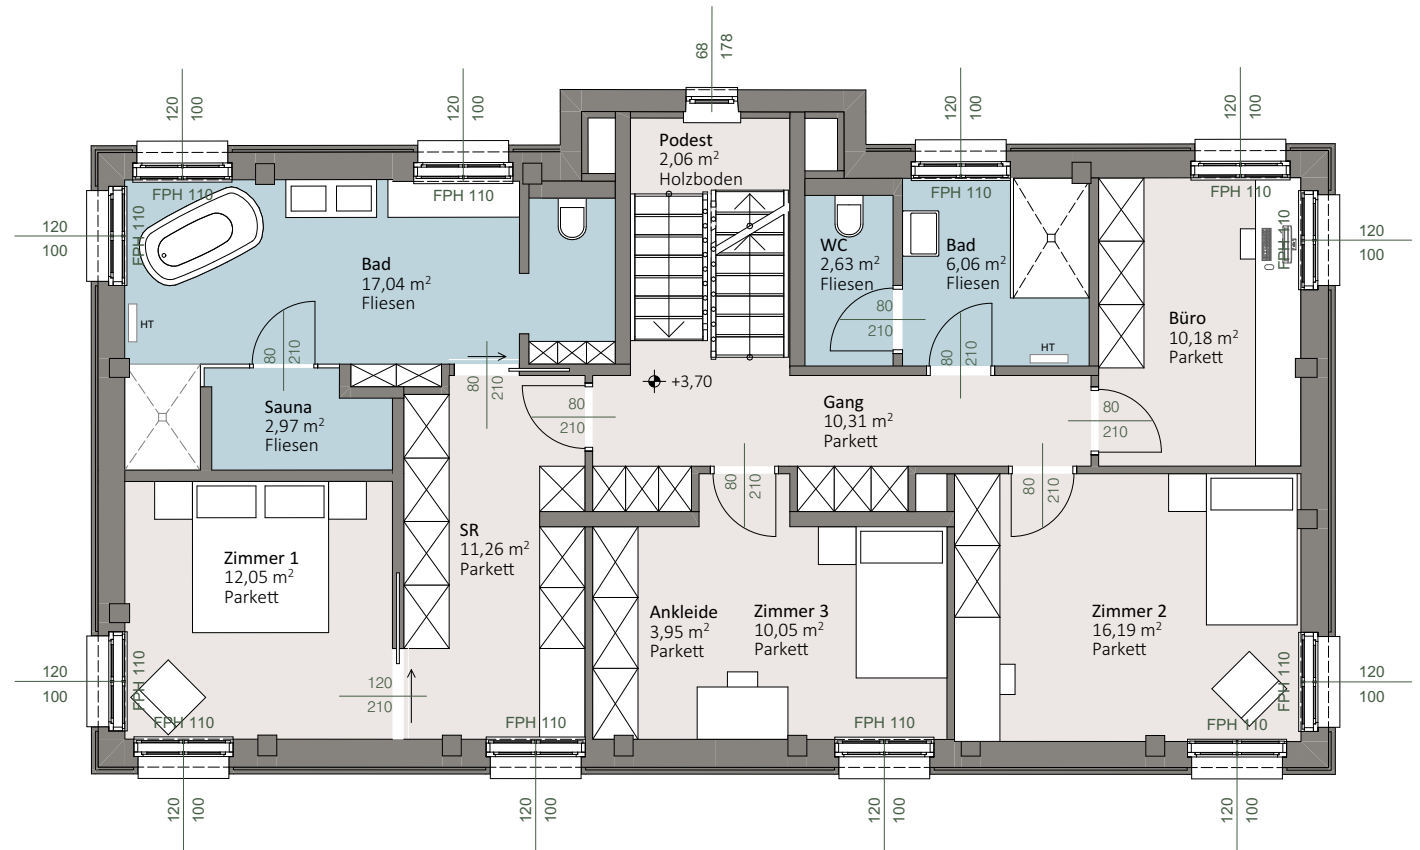 68
178
120
100
120
100
120
100
120
100
Podest
2,06 m²
Holzboden
FPH 110
FPH 110
FPH 110
FPH 110
FPH 110
FPH 110
120
100
120
100
Bad
17,04 m²
Fliesen
WC
2,63 m²
Fliesen
Bad
6,06 m²
Fliesen
Büro
10,18 m²
Parkett
HT
HT
80
210
80
210
80
210
80
210
+3,70
Sauna
2,97 m²
Fliesen
80
210
Gang
10,31 m²
Parkett
80
210
80
210
80
210
SR
11,26 m²
Parkett
Zimmer 1
12,05 m²
Parkett
Ankleide
3,95 m²
Parkett
Zimmer 3
10,05 m²
Parkett
Zimmer 2
16,19 m²
Parkett
120
100
FPH 110
120
210
FPH 110
120
100
FPH 110
FPH 110
FPH 110
FPH 110
120
100
120
100
120
100
120
100